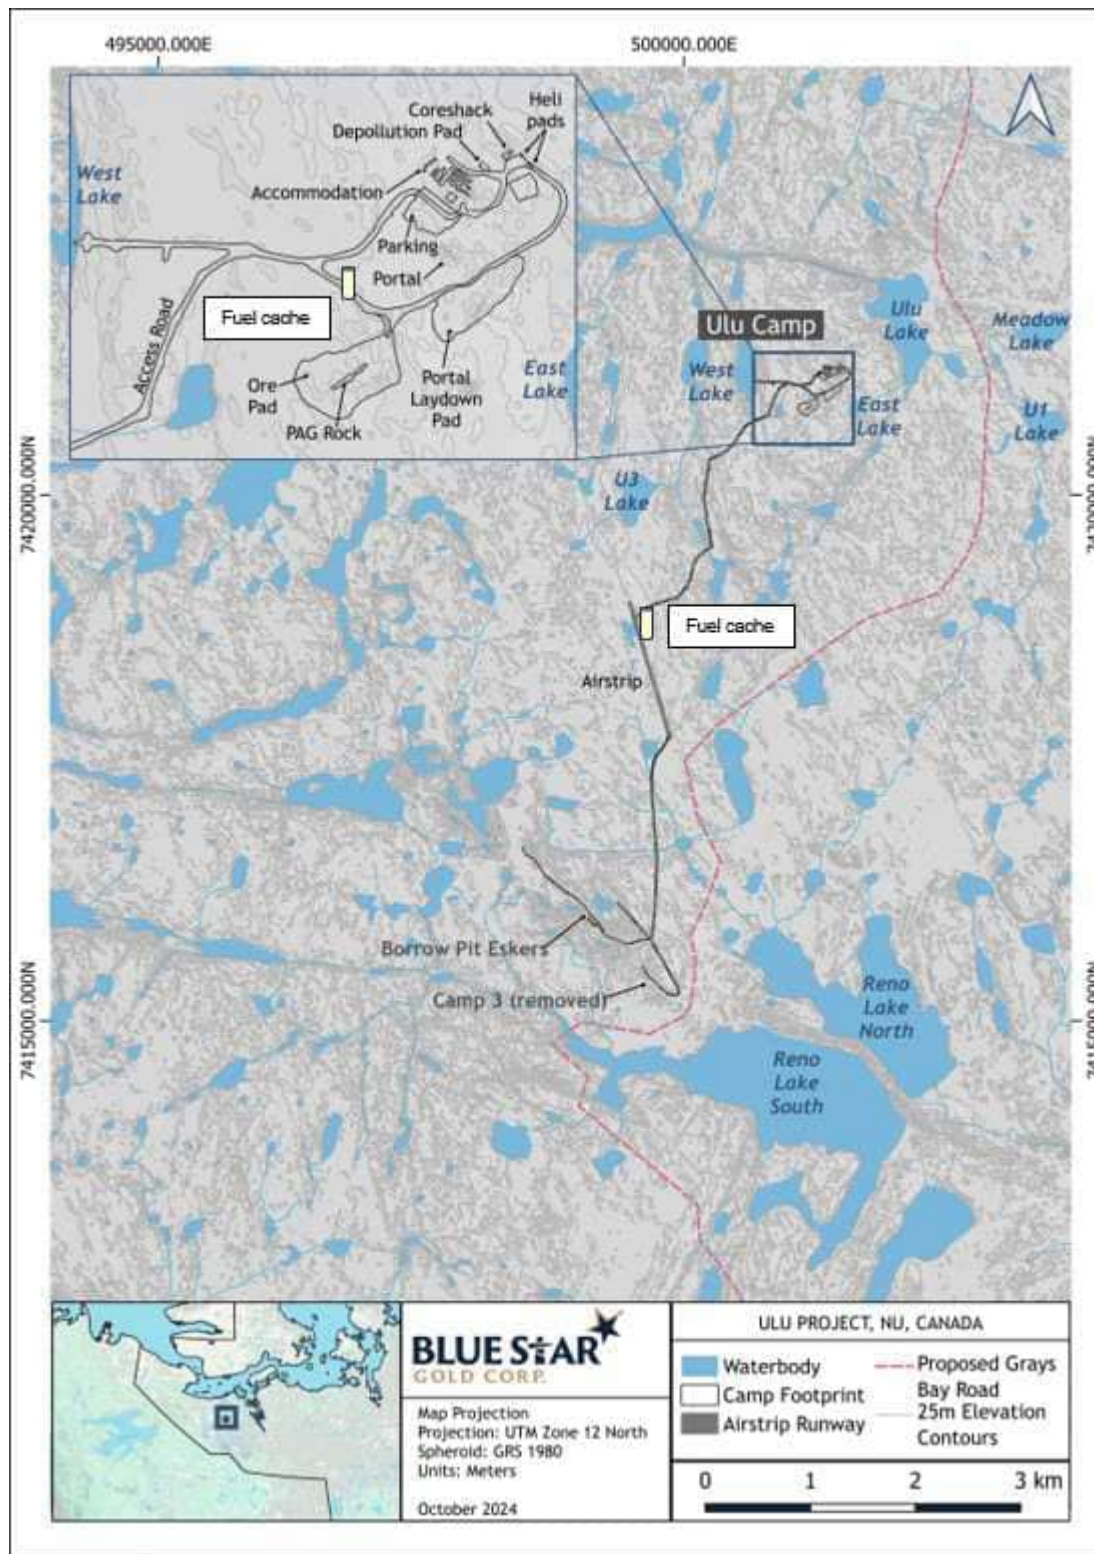 495000.000E
500000.000E
Coreshack
Heli
pads
Depollution Pad
West
Lake
Accommodation
Parking
Portal
Fuel cache
Access Road
East
Lake
Ore
Pad
Portal
Laydown
Pad
PAG Rock
Ulu
Lake
Ulu Camp
Meadow
Lake
West
Lake
East
Lake
U1
Lake
7420000.000N
7420000.000N
U3
Lake
Fuel cache
Airstrip
Borrow Pit Eskers
Camp 3 (removed)
Reno
Lake
North
7415000.000N
7415000.000N
Reno
Lake
South
BLUE STAR
GOLD CORP.
Map Projection
Projection: UTM Zone 12 North
Spheroid: GRS 1980
Units: Meters
October 2024
ULU PROJECT, NU, CANADA
Waterbody
Camp Footprint
Airstrip Runway
Proposed Grays
Bay Road
25m Elevation
Contours
0 1 2 3 km